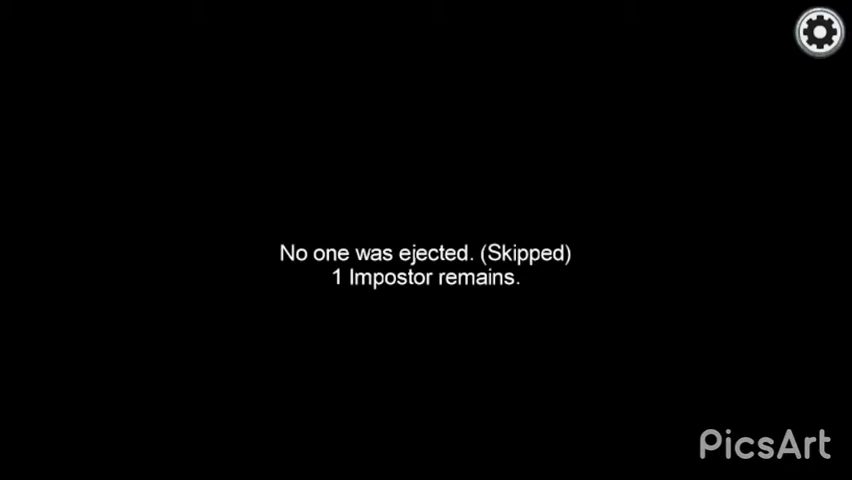 No one was ejected. (Skipped)
1 Impostor remains.
PicsArt